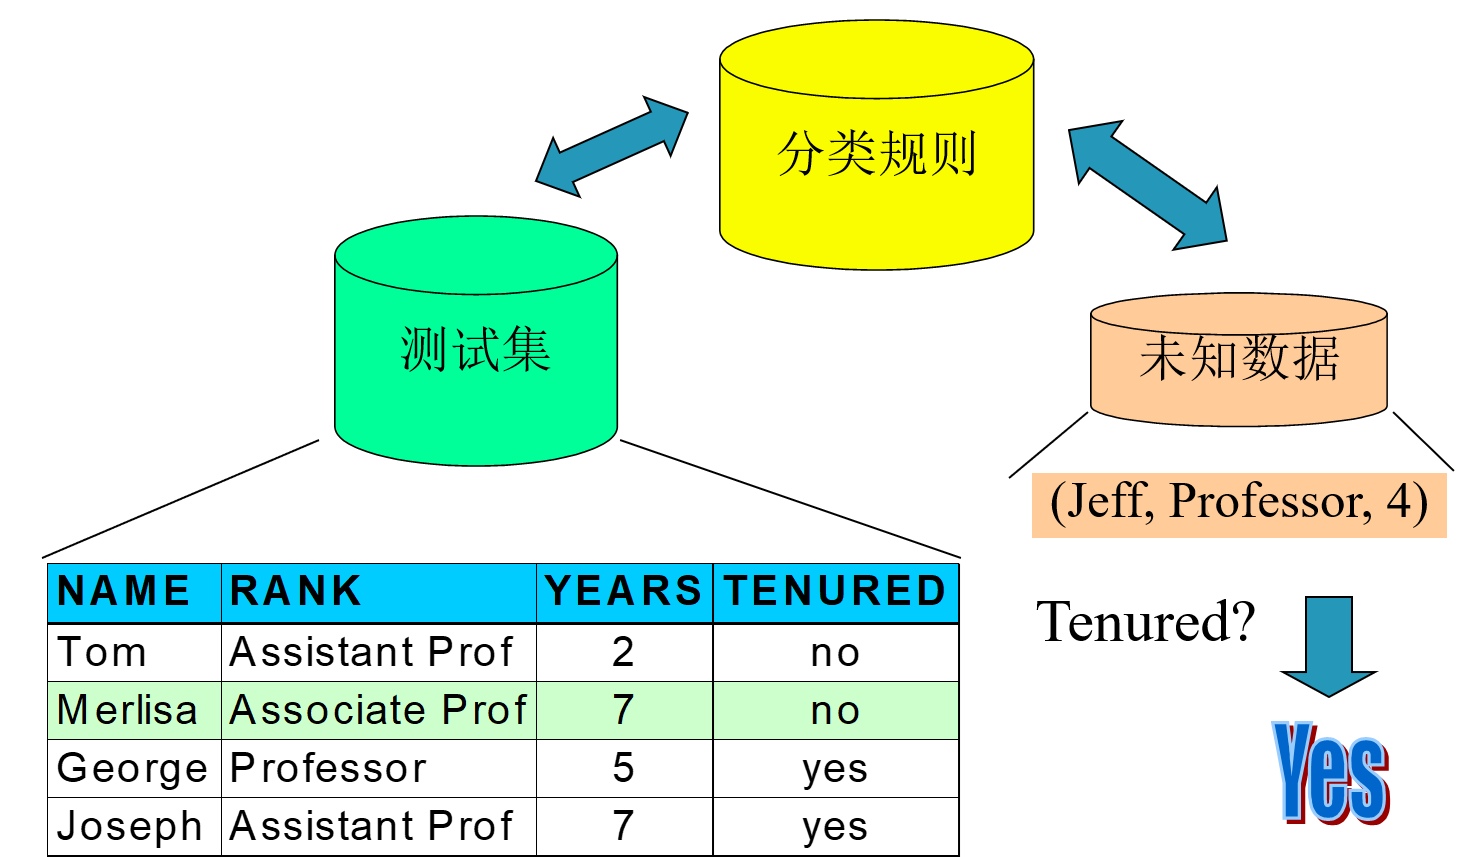 分类规则
测试集
未知数据
(Jeff, Professor, 4)
NAME RANK YEARS TENURED
Tom Assistant Prof 2 no
Merlisa Associate Prof 7 no
George Professor 5 yes
Joseph Assistant Prof 7 yes
Tenured?
Yes